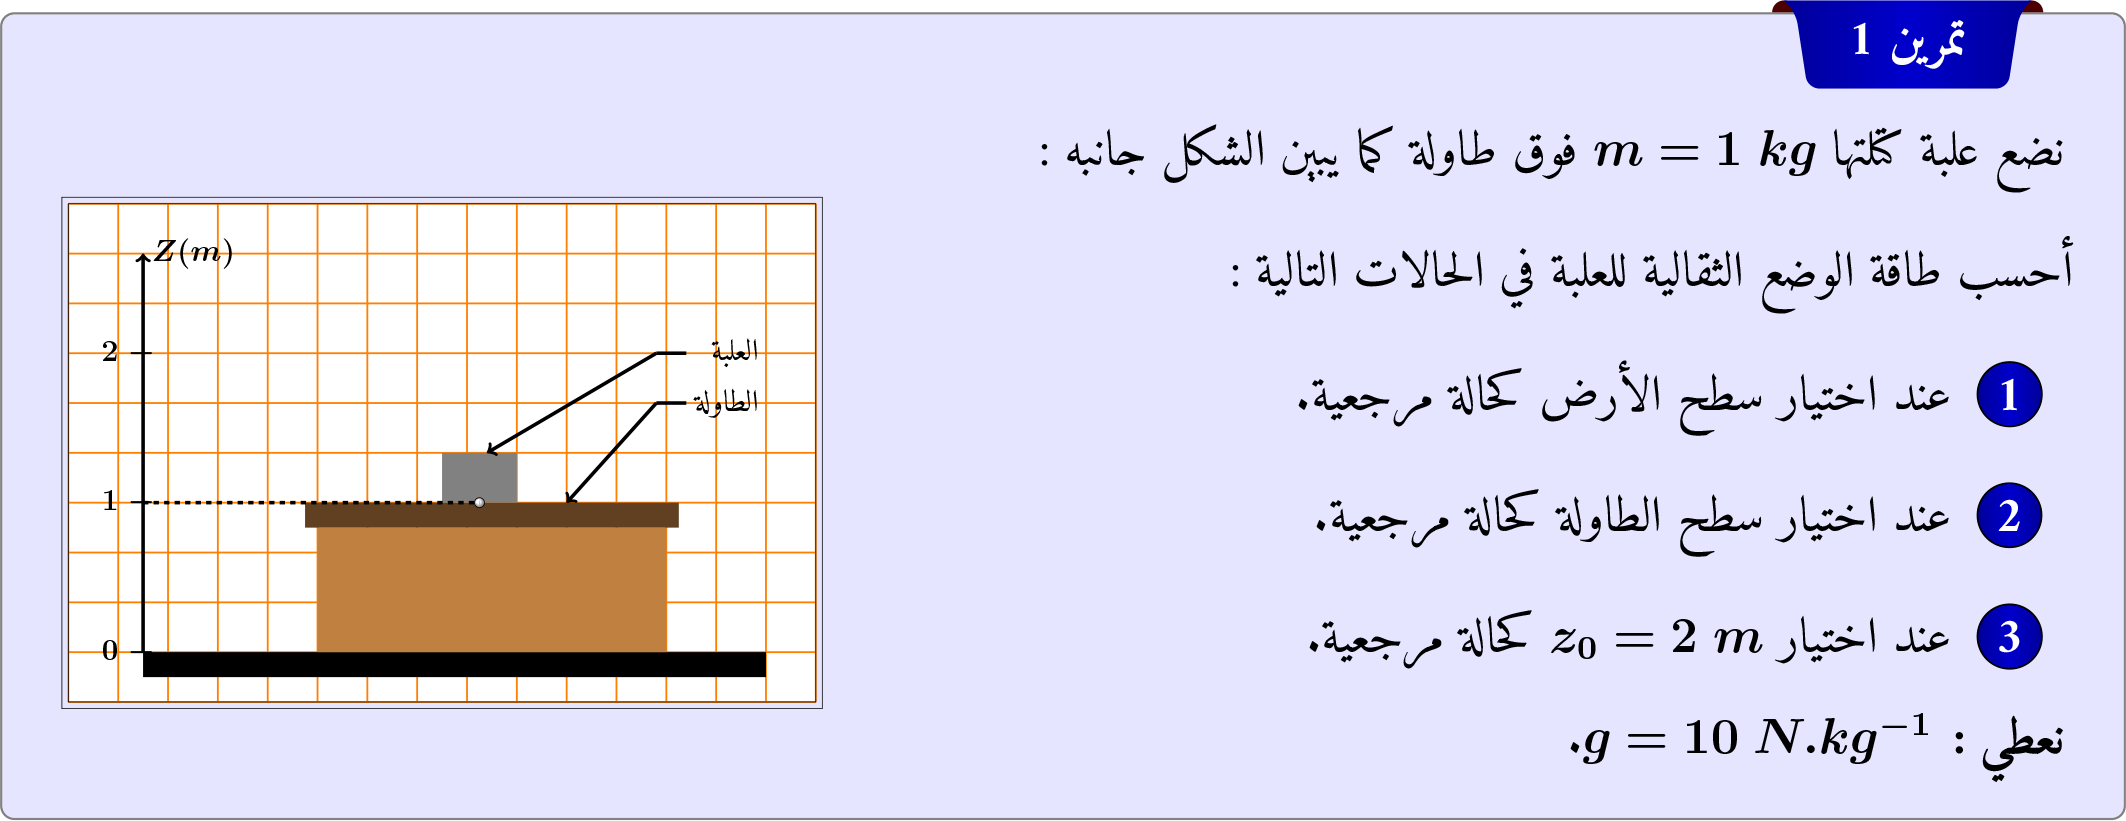 تمرين 1
نضع علبة كتلتها m = 1 kg فوق طاولة كما يبين الشكل جانبه :
أحسب طاقة الوضع الثقالية للعلبة في الحالات التالية :
1 عند اختيار سطح الأرض كحالة مرجعية.
2 عند اختيار سطح الطاولة كحالة مرجعية.
3 عند اختيار z₀ = 2 m كحالة مرجعية.
نعطي : g = 10 N.kg⁻¹.
Z(m)
2
العلبة
الطاولة
1
0